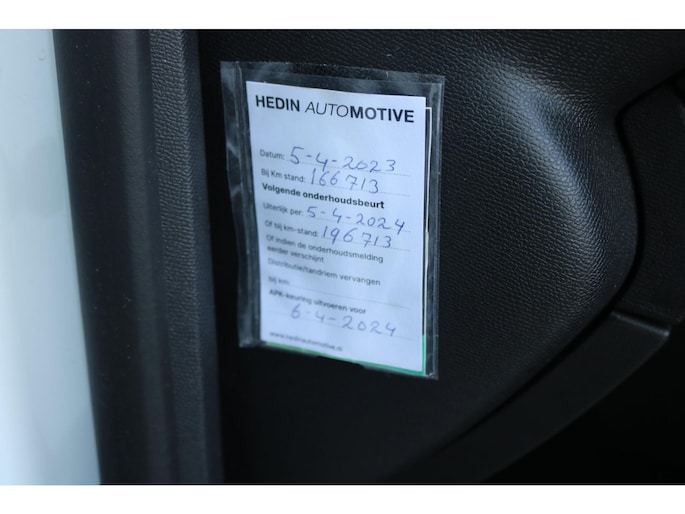 HEDIN AUTOMOTIVE
Datum: 5-4-2023
Bij Km stand: 166713
Volgende onderhoudsbeurt
Uiterlijk per: 5-4-2024
Of bij km-stand: 196713
Of indien de onderhoudsmelding
eerder verschijnt
Distributie/tandriem vervangen
bij km:
APK-keuring uitvoeren voor
6-4-2024
www.hedinautomotive.nl